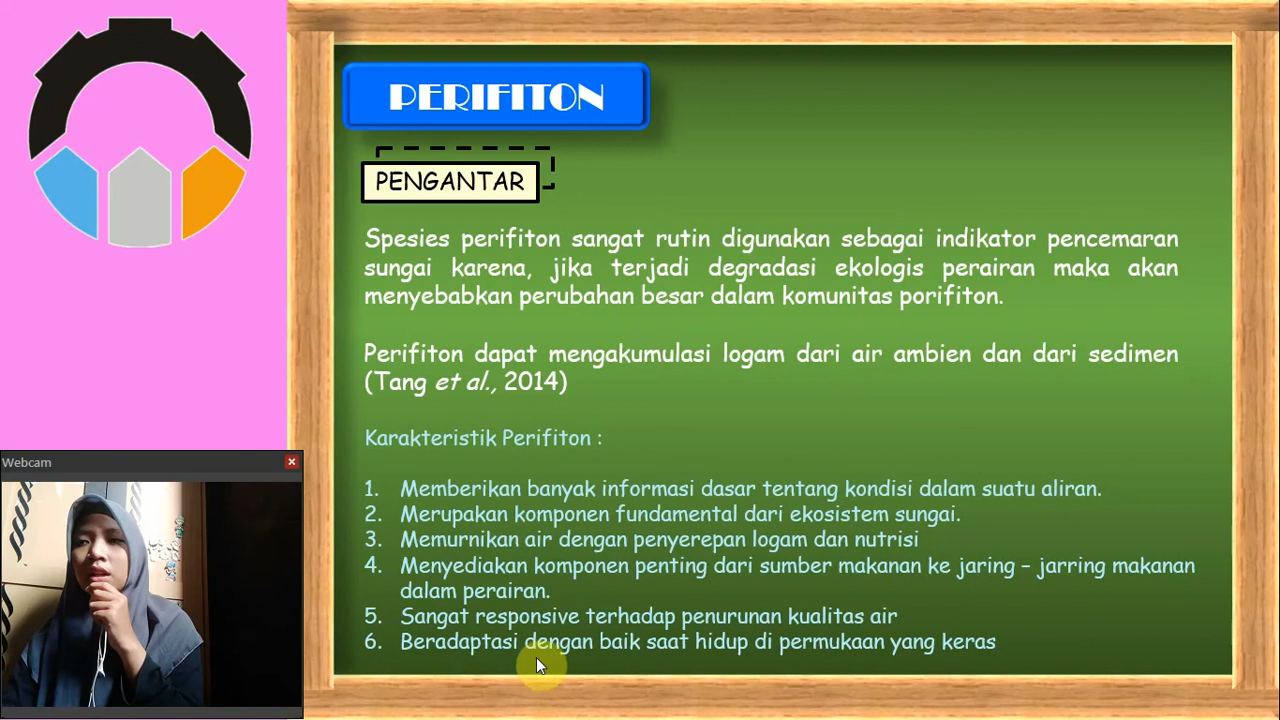 PERIFITON
PENGANTAR
Spesies perifiton sangat rutin digunakan sebagai indikator pencemaran
sungai karena, jika terjadi degradasi ekologis perairan maka akan
menyebabkan perubahan besar dalam komunitas porifiton.
Perifiton dapat mengakumulasi logam dari air ambien dan dari sedimen
(Tang et al., 2014)
Karakteristik Perifiton :
1. Memberikan banyak informasi dasar tentang kondisi dalam suatu aliran.
2. Merupakan komponen fundamental dari ekosistem sungai.
3. Memurnikan air dengan penyerepan logam dan nutrisi
4. Menyediakan komponen penting dari sumber makanan ke jaring – jarring makanan
dalam perairan.
5. Sangat responsive terhadap penurunan kualitas air
6. Beradaptasi dengan baik saat hidup di permukaan yang keras
Webcam